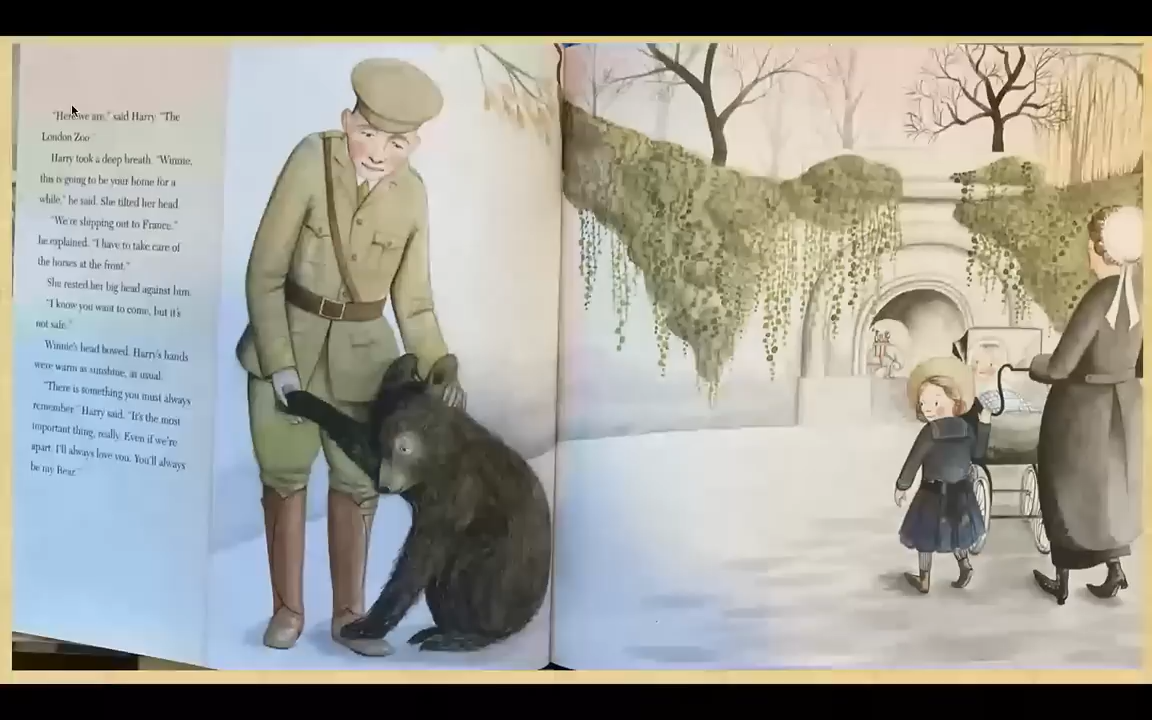 "Here we are," said Harry. "The
London Zoo."
Harry took a deep breath. "Winnie,
this is going to be your home for a
while," he said. She tilted her head.
"We're shipping out to France,"
he explained. "I have to take care of
the horses at the front."
She rested her big head against him.
"I know you want to come, but it's
not safe."
Winnie's head bowed. Harry's hands
were warm as sunshine, as usual.
"There is something you must always
remember," Harry said. "It's the most
important thing, really. Even if we're
apart, I'll always love you. You'll always
be my Bear."